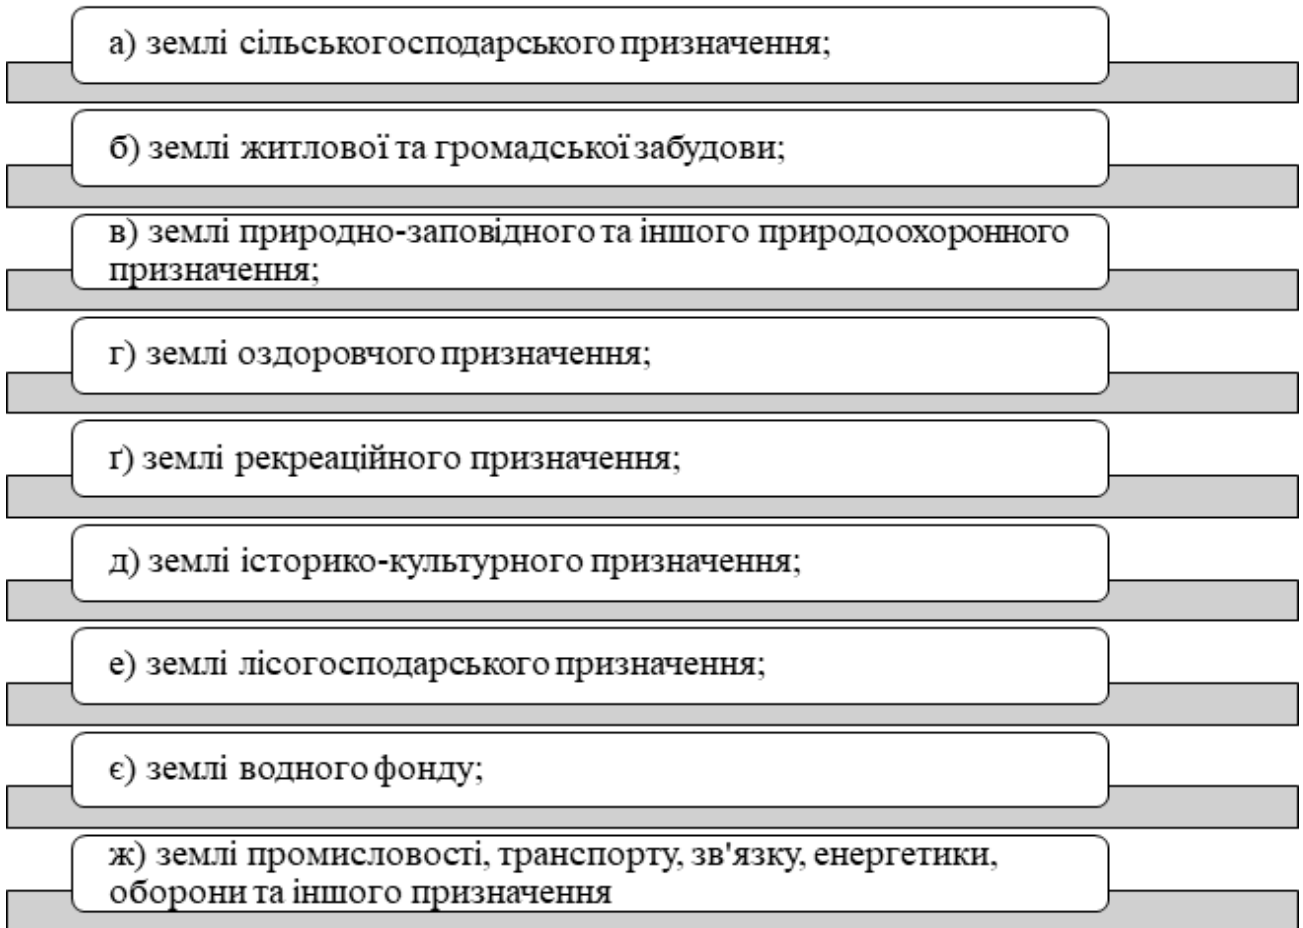 а) землі сільськогосподарського призначення;
б) землі житлової та громадської забудови;
в) землі природно-заповідного та іншого природоохоронного
призначення;
г) землі оздоровчого призначення;
ґ) землі рекреаційного призначення;
д) землі історико-культурного призначення;
е) землі лісогосподарського призначення;
є) землі водного фонду;
ж) землі промисловості, транспорту, зв'язку, енергетики,
оборони та іншого призначення